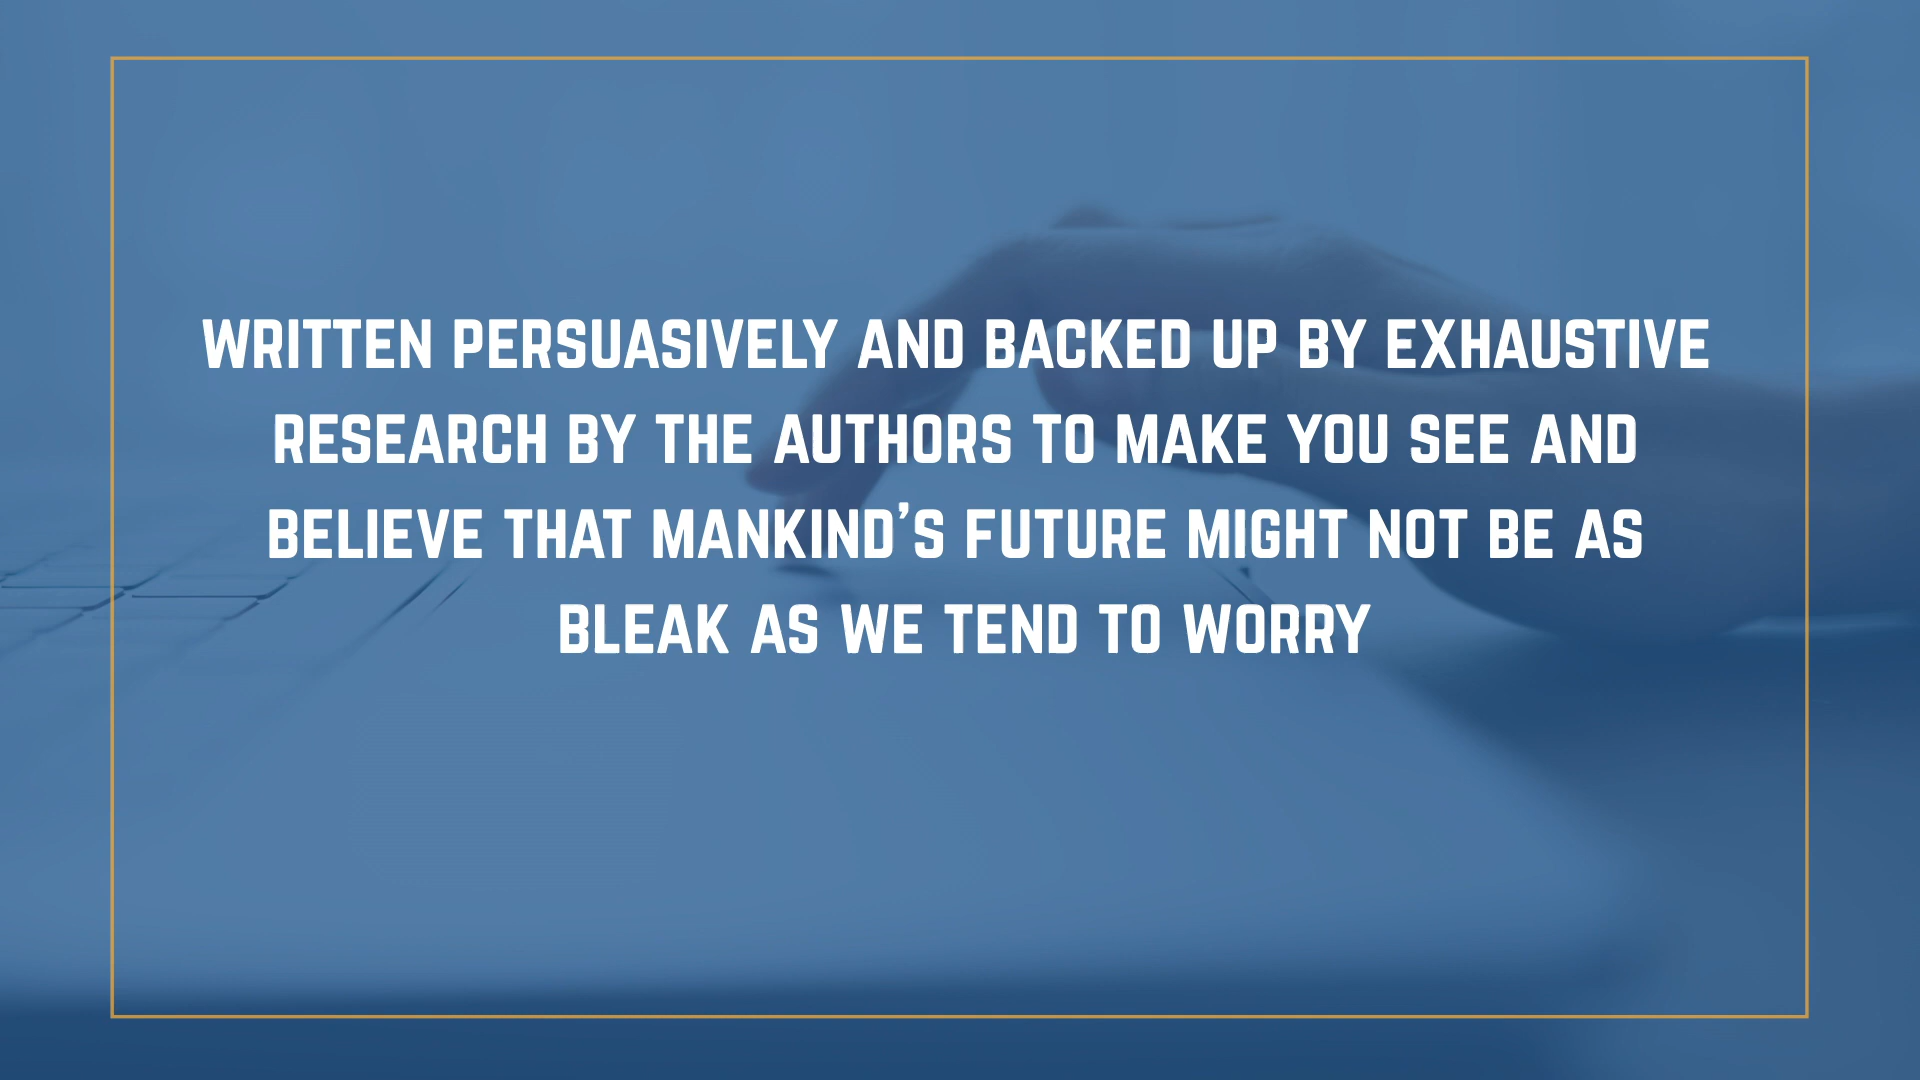 WRITTEN PERSUASIVELY AND BACKED UP BY EXHAUSTIVE
RESEARCH BY THE AUTHORS TO MAKE YOU SEE AND
BELIEVE THAT MANKIND'S FUTURE MIGHT NOT BE AS
BLEAK AS WE TEND TO WORRY